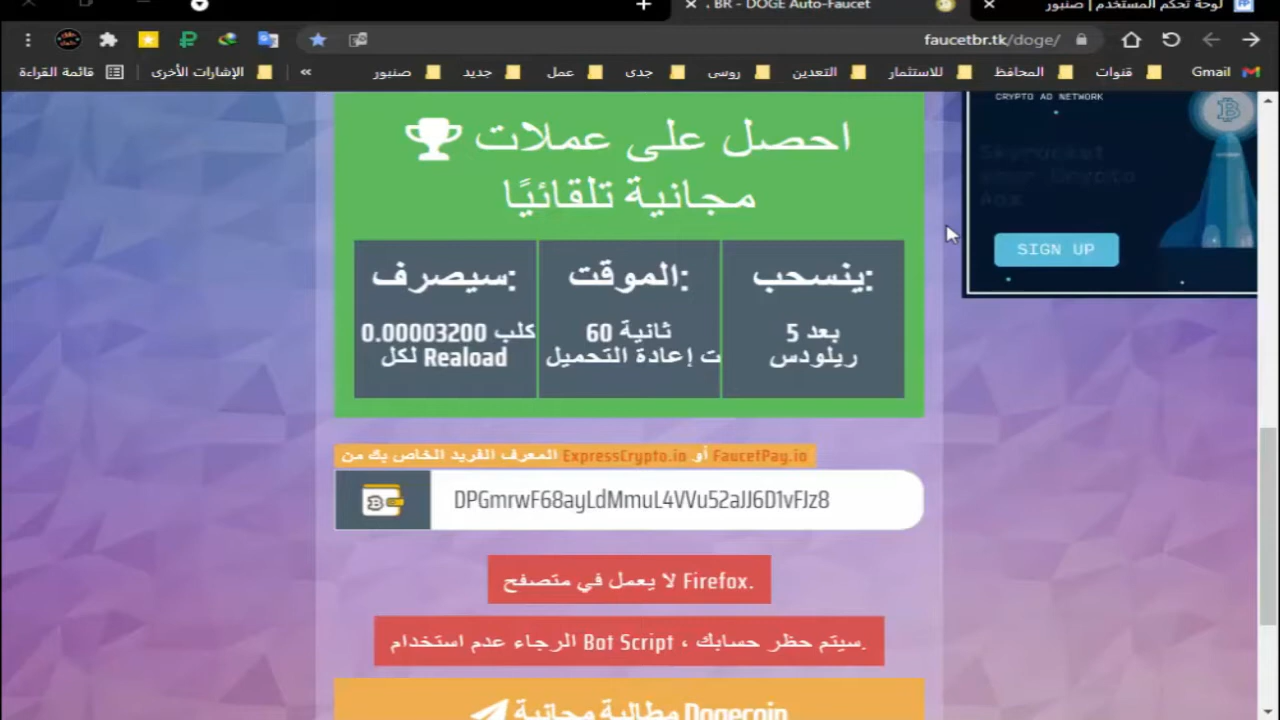 BR - DOGE Auto-Faucet
لوحة تحكم المستخدم | صنبور
faucetbr.tk/doge/
Gmail
قنوات
المحافظ
للاستثمار
التعدين
روسى
جدى
عمل
جديد
صنبور
»
الإشارات الأخرى
قائمة القراءة
CRYPTO AD NETWORK
SIGN UP
احصل على عملات
مجانية تلقائيًا
ينسحب:
بعد 5
ريلودس
الموقت:
60 ثانية
ت إعادة التحميل
سيصرف:
0.00003200 كلب
لكل Reaload
المعرف الفريد الخاص بك من ExpressCrypto.io أو FaucetPay.io
DPGmrwF68ayLdMmuL4VVu52aJJ6D1vFJz8
لا يعمل في متصفح Firefox.
سيتم حظر حسابك ، Bot Script الرجاء عدم استخدام.
مطالبة مجانية Dogecoin